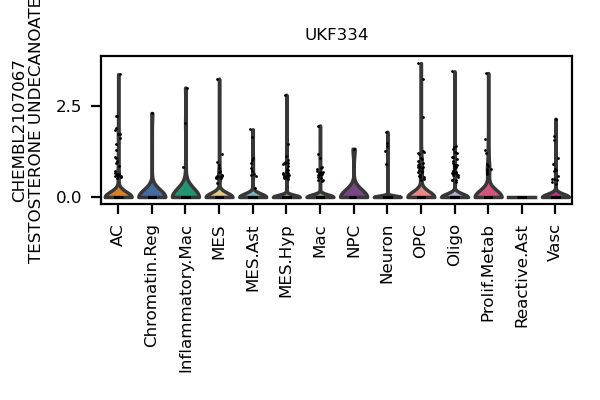 UKF334
CHEMBL2107067
TESTOSTERONE UNDECANOATE
2.5
0.0
AC
Chromatin.Reg
Inflammatory.Mac
MES
MES.Ast
MES.Hyp
Mac
NPC
Neuron
OPC
Oligo
Prolif.Metab
Reactive.Ast
Vasc